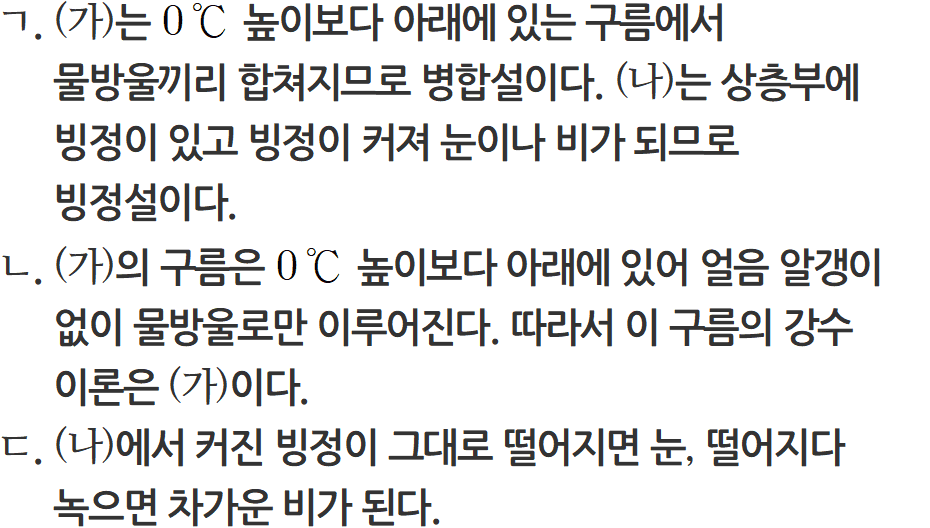 ㄱ. (가)는 0℃ 높이보다 아래에 있는 구름에서
물방울끼리 합쳐지므로 병합설이다. (나)는 상층부에
빙정이 있고 빙정이 커져 눈이나 비가 되므로
빙정설이다.
ㄴ. (가)의 구름은 0℃ 높이보다 아래에 있어 얼음 알갱이
없이 물방울로만 이루어진다. 따라서 이 구름의 강수
이론은 (가)이다.
ㄷ. (나)에서 커진 빙정이 그대로 떨어지면 눈, 떨어지다
녹으면 차가운 비가 된다.